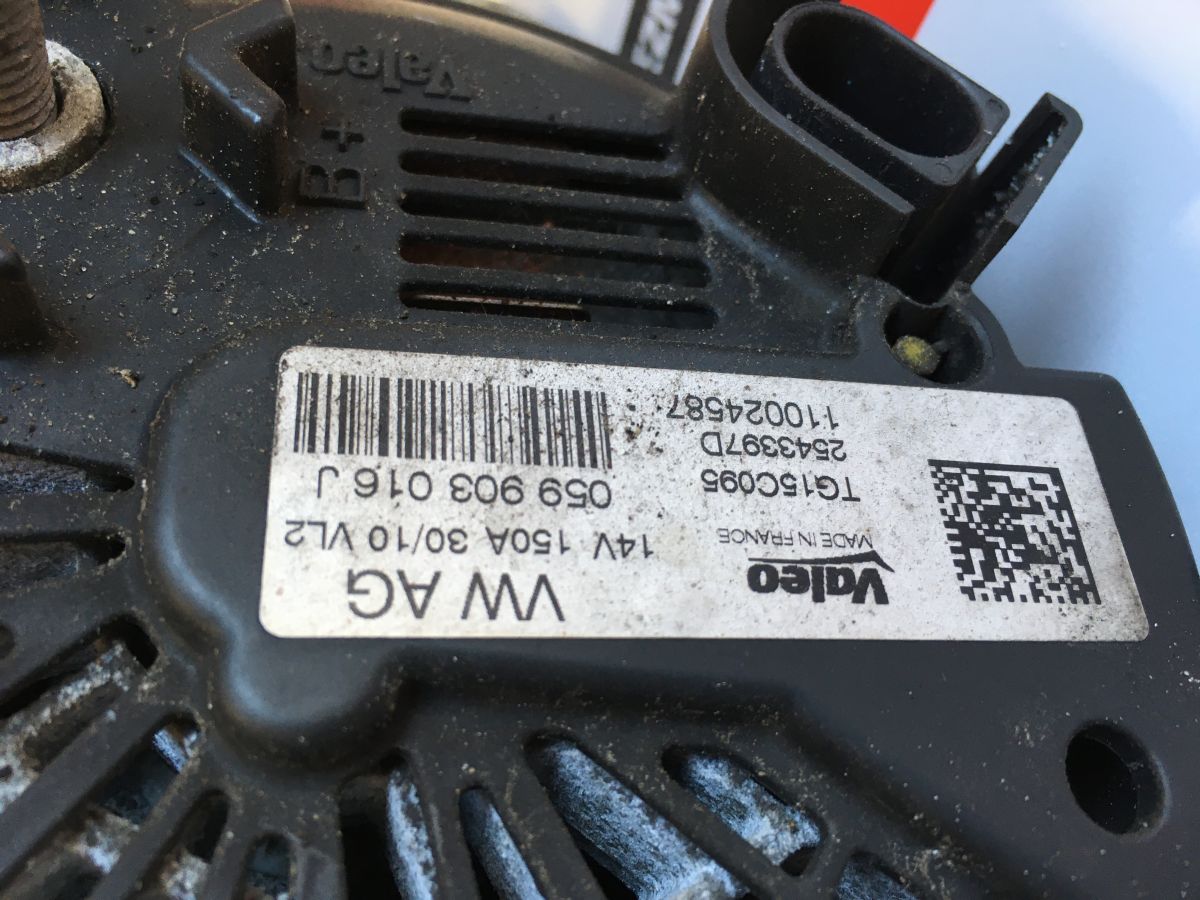 VW AG
14V 150A 30/10 VL2
059 903 016 J
Valeo
MADE IN FRANCE
TG15C095
2543397D
110024587
B+
Valeo